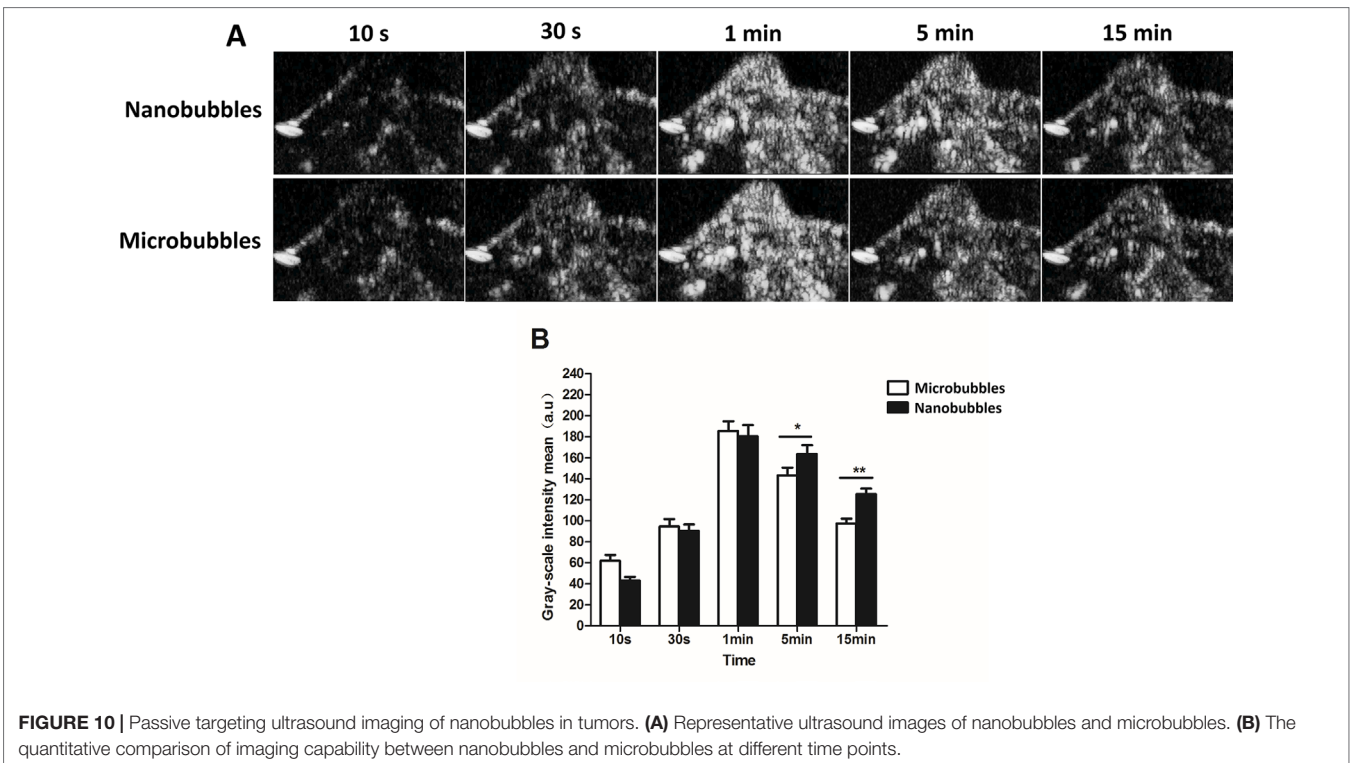 A
10 s 30 s 1 min 5 min 15 min
Nanobubbles
Microbubbles
B
Gray-scale intensity mean (a.u)
240
220
200
180
160
140
120
100
80
60
40
20
0
Microbubbles
Nanobubbles
*
**
10s 30s 1min 5min 15min
Time
FIGURE 10 | Passive targeting ultrasound imaging of nanobubbles in tumors. (A) Representative ultrasound images of nanobubbles and microbubbles. (B) The
quantitative comparison of imaging capability between nanobubbles and microbubbles at different time points.